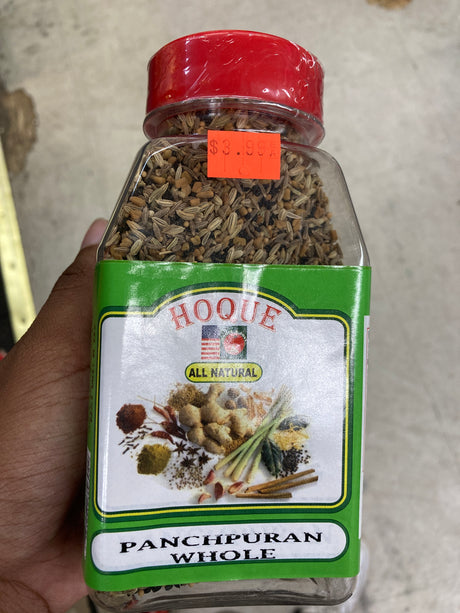 $3.99
HOQUE
ALL NATURAL
PANCHPURAN
WHOLE